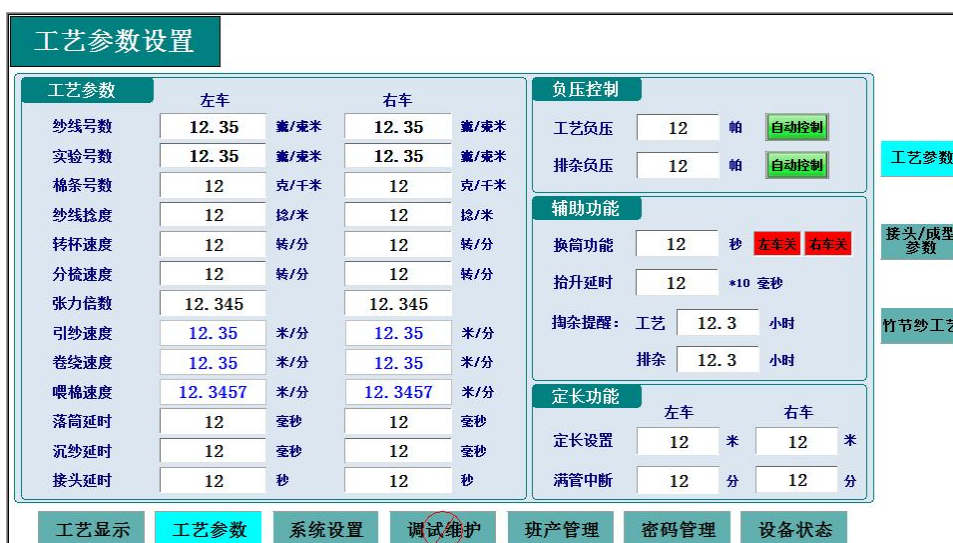 工艺参数设置
工艺参数
左车 右车
纱线号数 12.35 毫/千米 12.35 毫/千米
实验号数 12.35 毫/千米 12.35 毫/千米
棉条号数 12 克/千米 12 克/千米
纱线捻度 12 捻/米 12 捻/米
转杯速度 12 转/分 12 转/分
分梳速度 12 转/分 12 转/分
张力倍数 12.345 12.345
引纱速度 12.35 米/分 12.35 米/分
卷绕速度 12.35 米/分 12.35 米/分
喂棉速度 12.3457 米/分 12.3457 米/分
落筒延时 12 毫秒 12 毫秒
沉纱延时 12 毫秒 12 毫秒
接头延时 12 秒 12 秒
负压控制
工艺负压 12 帕 自动控制
排杂负压 12 帕 自动控制
辅助功能
换筒功能 12 秒 左车关 右车关
抬升延时 12 *10 毫秒
掏杂提醒： 工艺 12.3 小时
排杂 12.3 小时
定长功能
左车 右车
定长设置 12 米 12 米
满管中断 12 分 12 分
工艺参数
接头/成型
参数
竹节纱工艺
工艺显示 工艺参数 系统设置 调试维护 班产管理 密码管理 设备状态